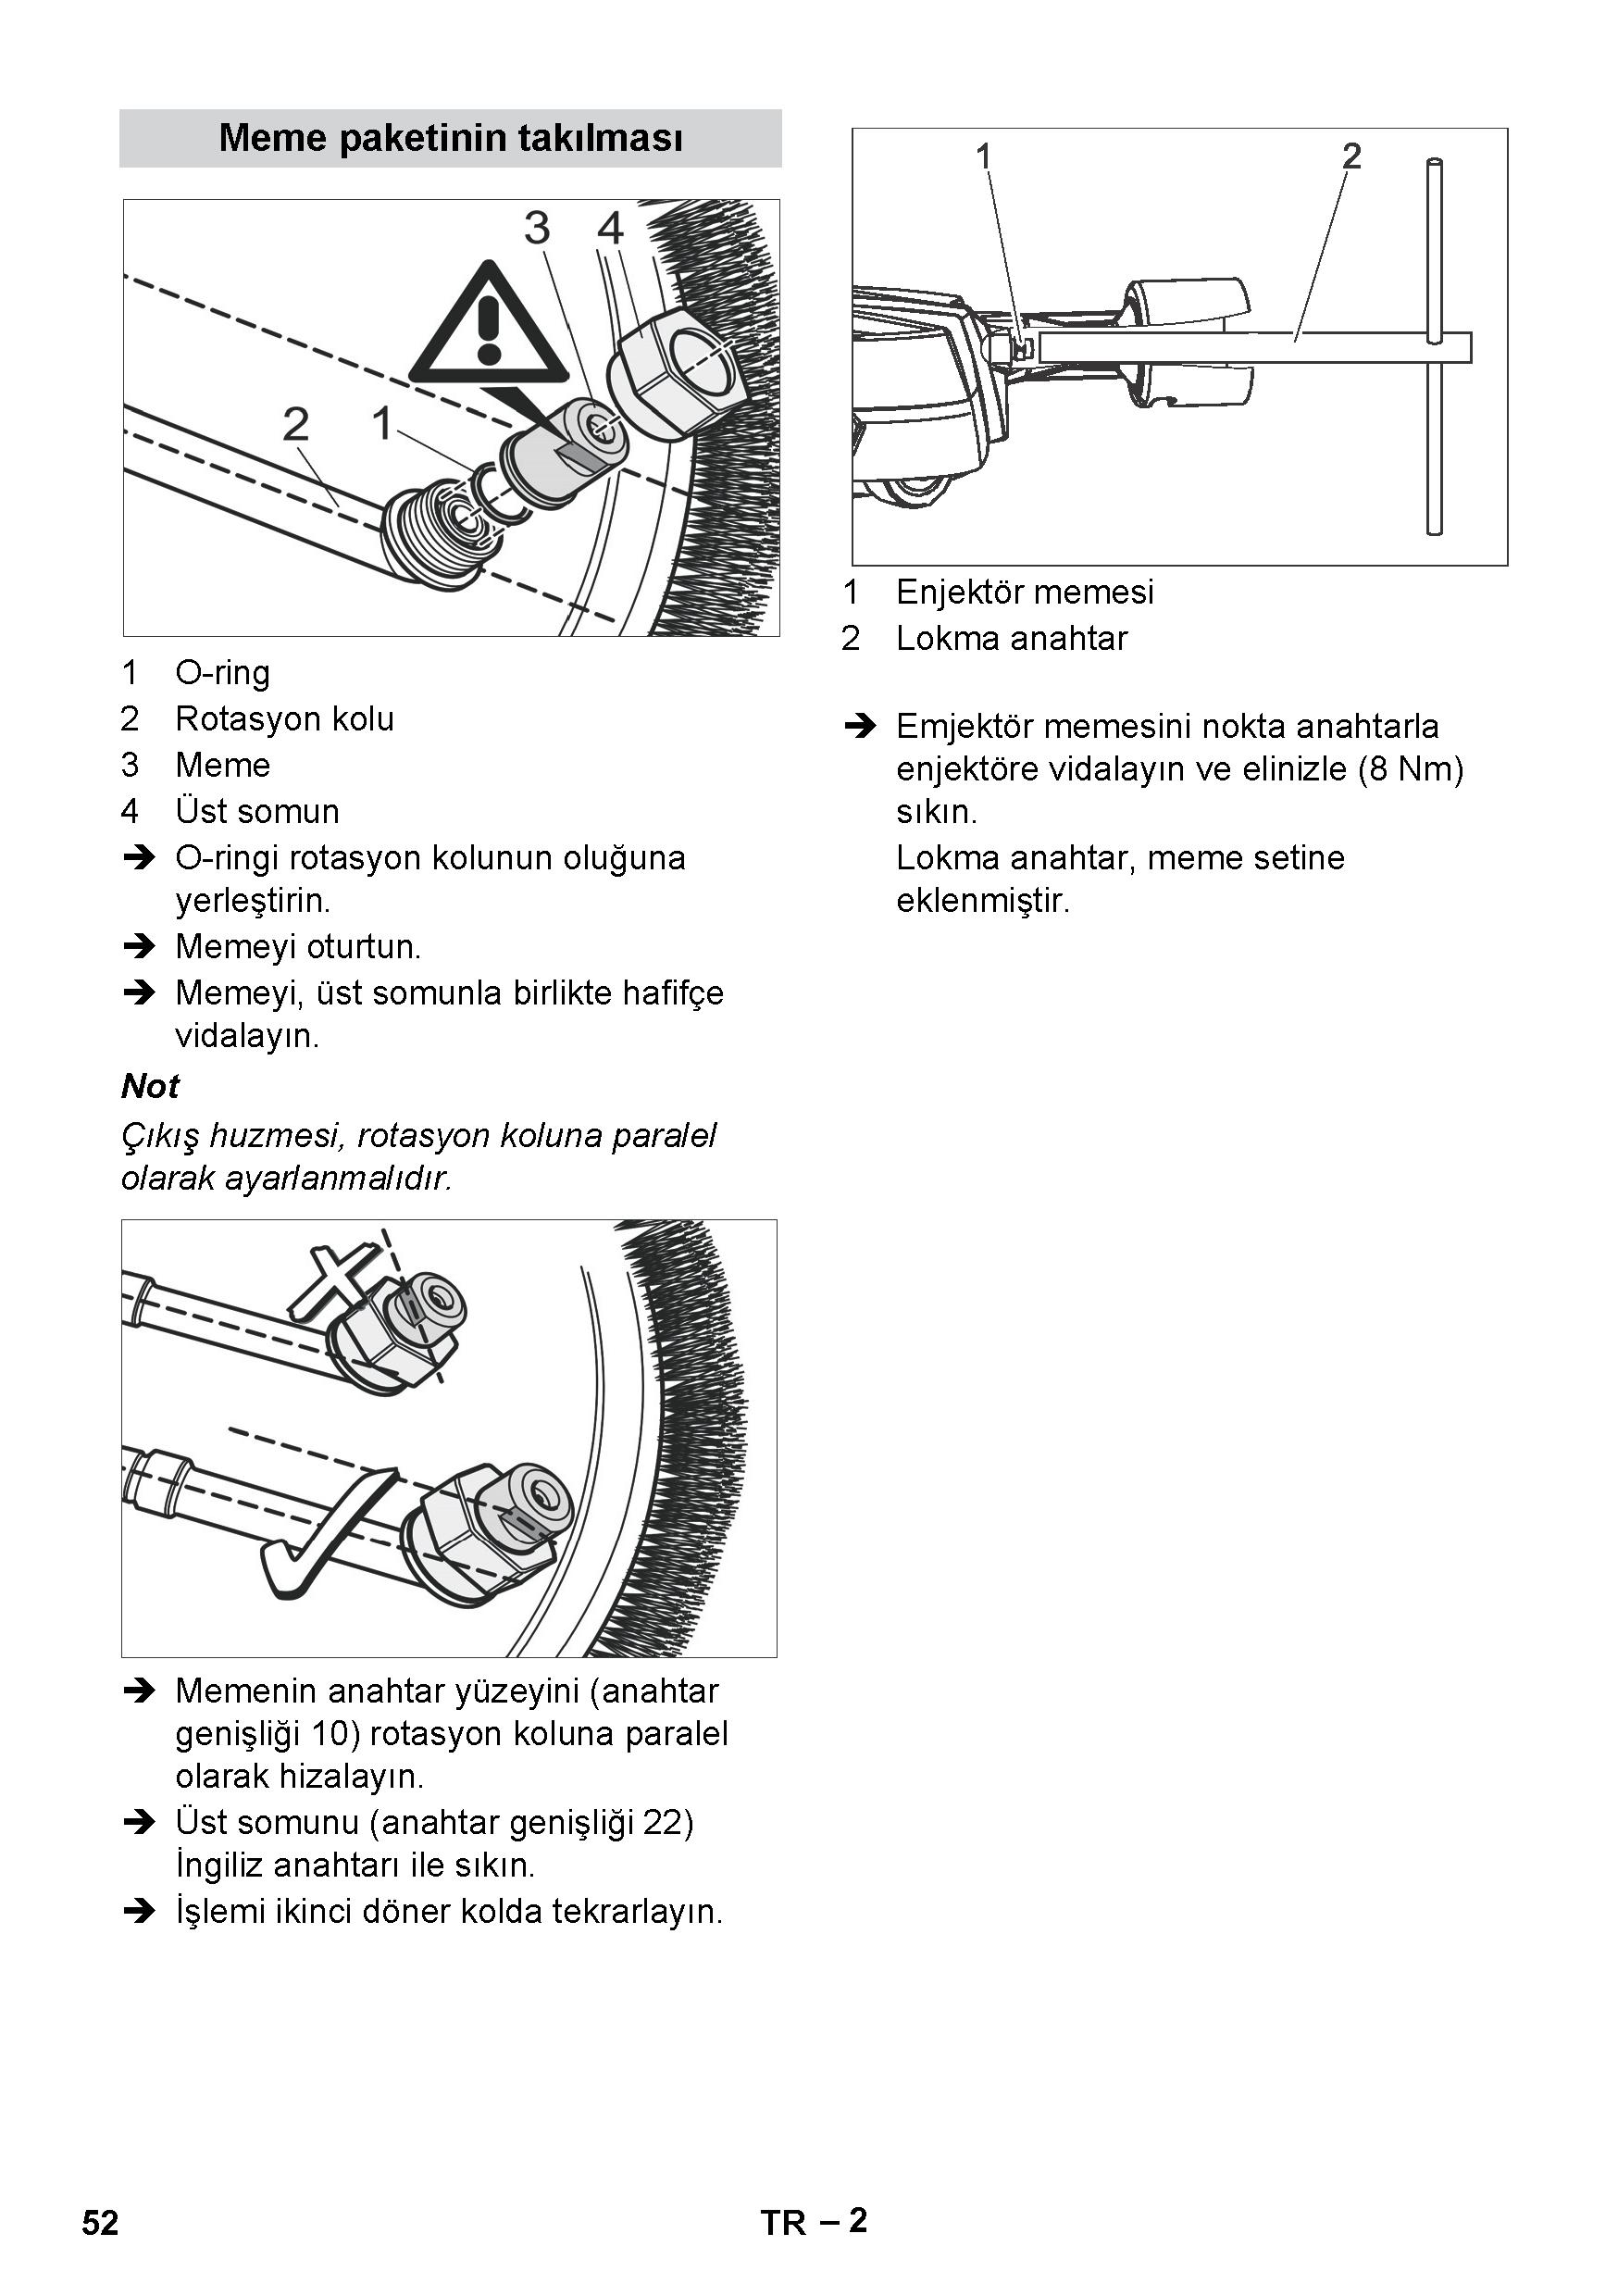 Meme paketinin takılması
3 4
2 1
1 O-ring
2 Rotasyon kolu
3 Meme
4 Üst somun
➔ O-ringi rotasyon kolunun oluğuna
yerleştirin.
➔ Memeyi oturtun.
➔ Memeyi, üst somunla birlikte hafifçe
vidalayın.
Not
Çıkış huzmesi, rotasyon koluna paralel
olarak ayarlanmalıdır.
➔ Memenin anahtar yüzeyini (anahtar
genişliği 10) rotasyon koluna paralel
olarak hizalayın.
➔ Üst somunu (anahtar genişliği 22)
İngiliz anahtarı ile sıkın.
➔ İşlemi ikinci döner kolda tekrarlayın.
1 2
1 Enjektör memesi
2 Lokma anahtar
➔ Emjektör memesini nokta anahtarla
enjektöre vidalayın ve elinizle (8 Nm)
sıkın.
Lokma anahtar, meme setine
eklenmiştir.
52 TR – 2